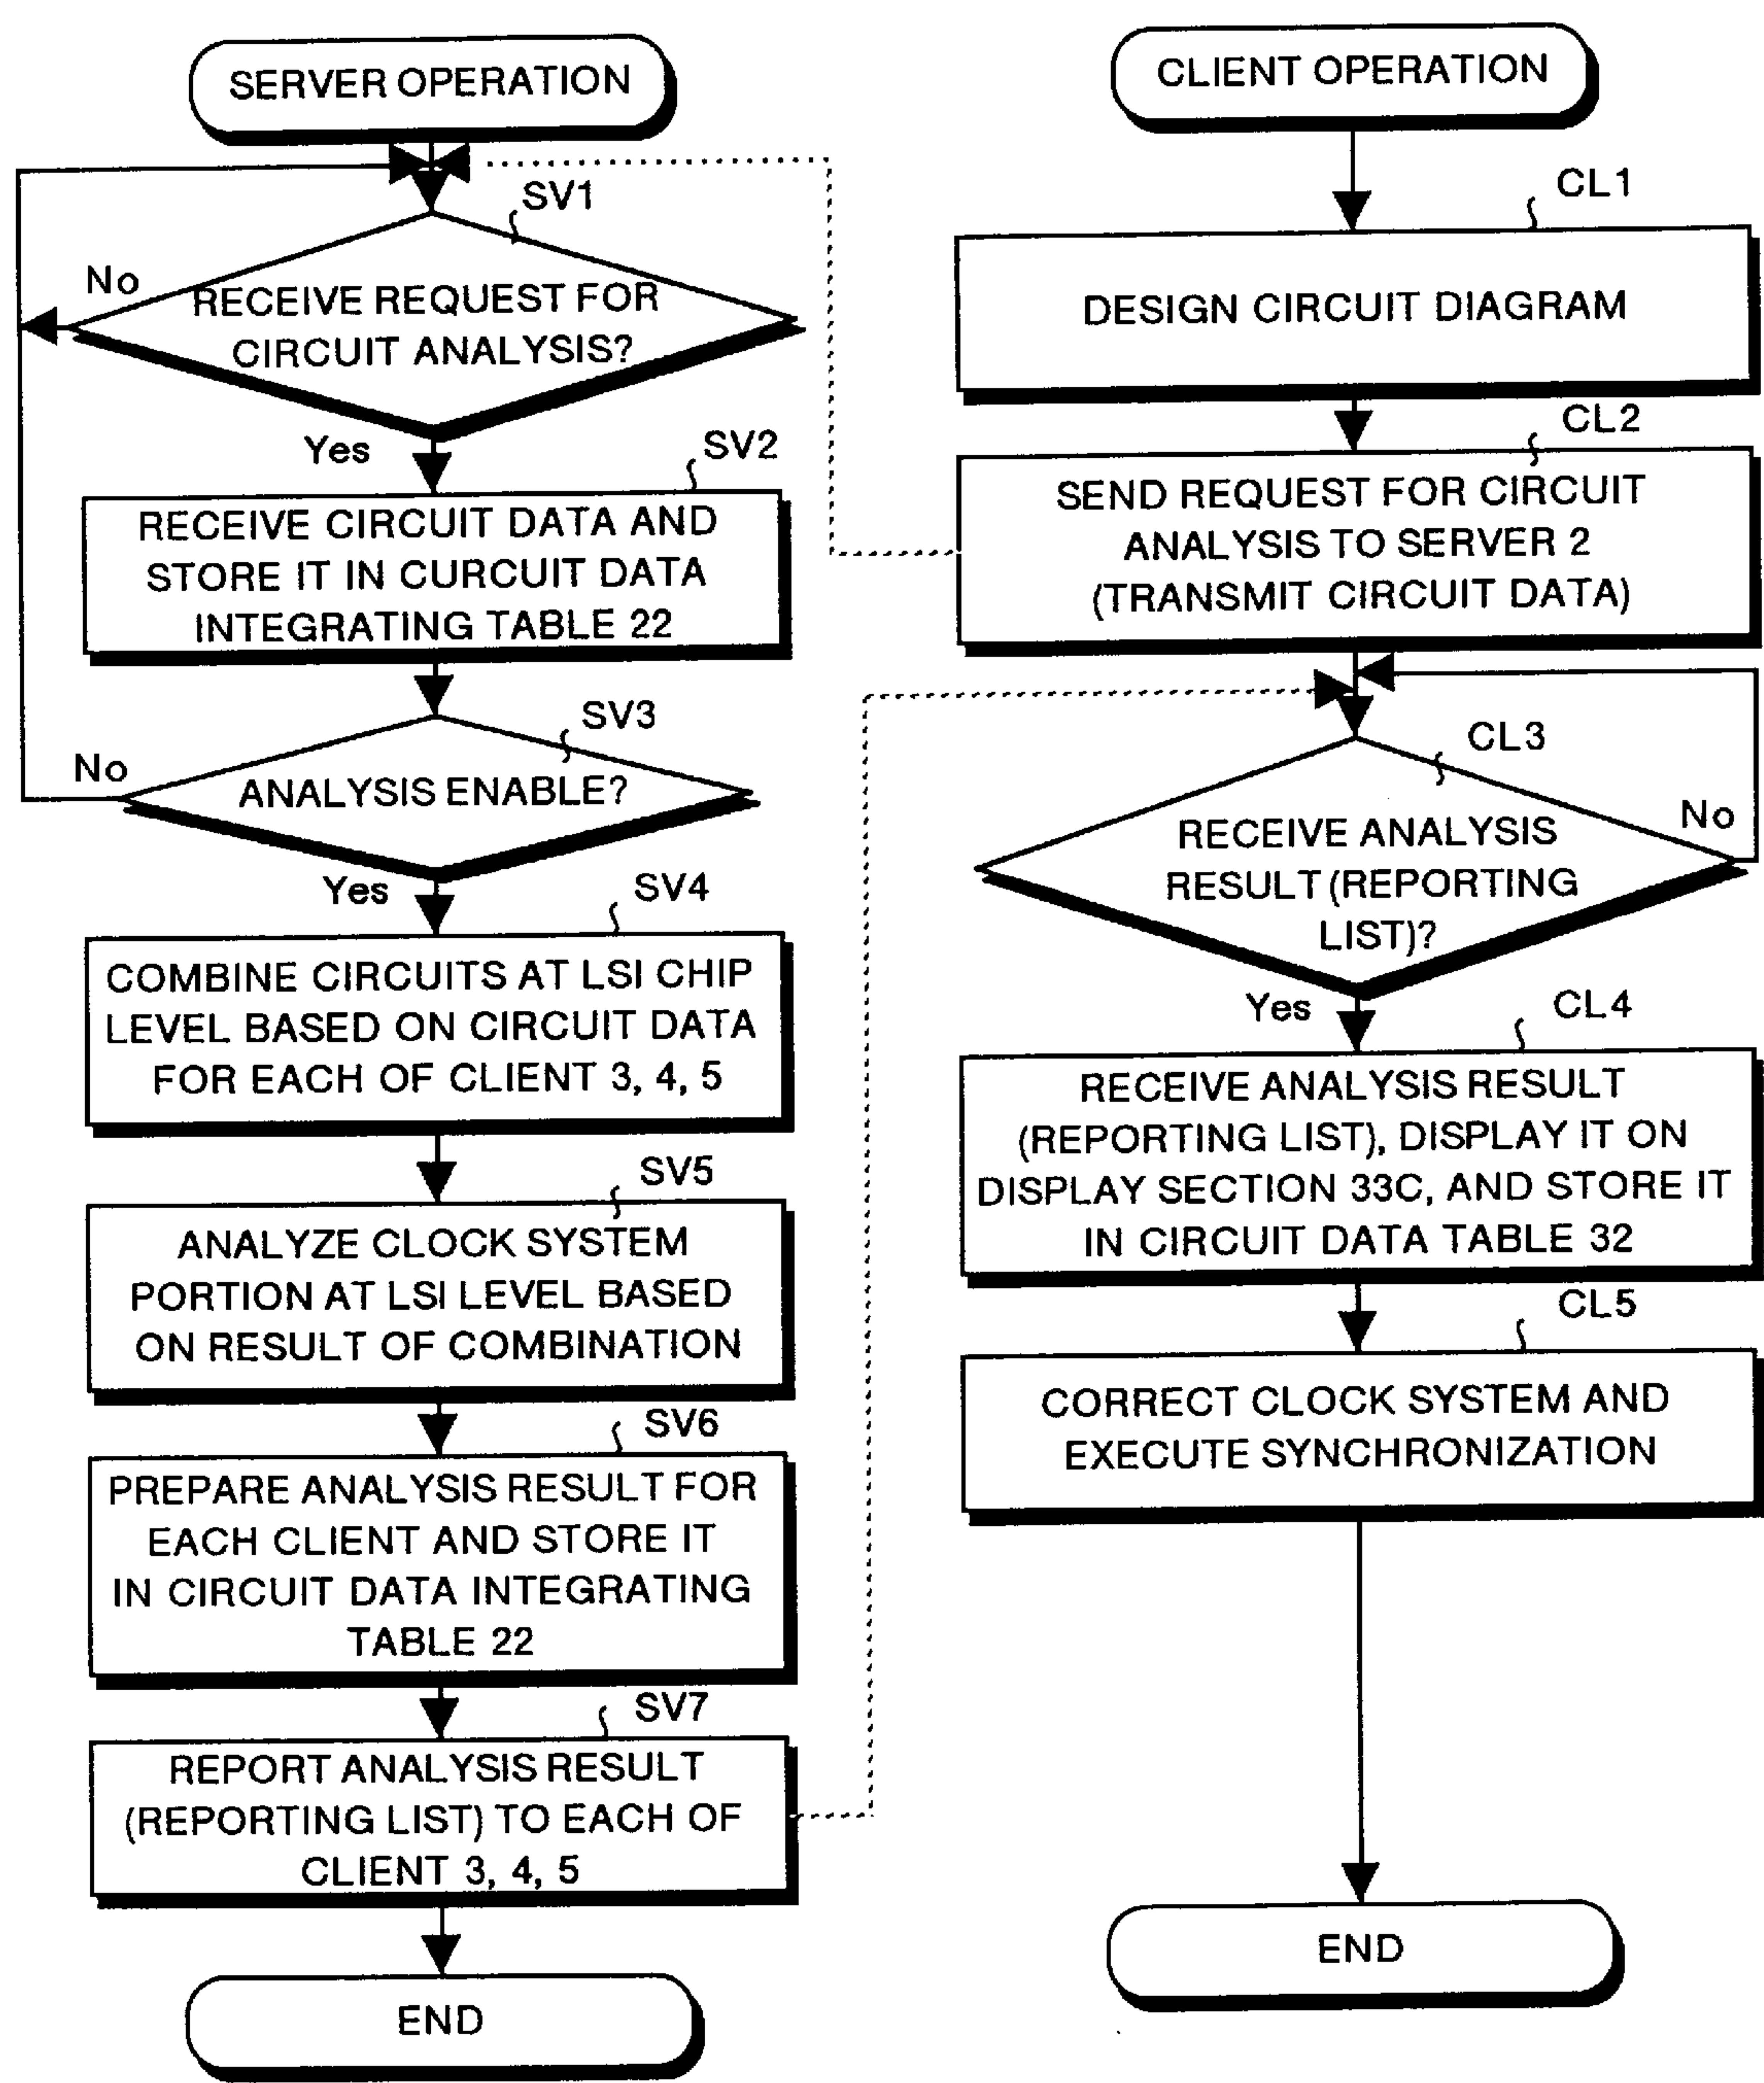 SERVER OPERATION
SV1
No
RECEIVE REQUEST FOR
CIRCUIT ANALYSIS?
Yes
SV2
RECEIVE CIRCUIT DATA AND
STORE IT IN CURCUIT DATA
INTEGRATING TABLE 22
SV3
No
ANALYSIS ENABLE?
Yes
SV4
COMBINE CIRCUITS AT LSI CHIP
LEVEL BASED ON CIRCUIT DATA
FOR EACH OF CLIENT 3, 4, 5
SV5
ANALYZE CLOCK SYSTEM
PORTION AT LSI LEVEL BASED
ON RESULT OF COMBINATION
SV6
PREPARE ANALYSIS RESULT FOR
EACH CLIENT AND STORE IT
IN CIRCUIT DATA INTEGRATING
TABLE 22
SV7
REPORT ANALYSIS RESULT
(REPORTING LIST) TO EACH OF
CLIENT 3, 4, 5
END
CLIENT OPERATION
CL1
DESIGN CIRCUIT DIAGRAM
CL2
SEND REQUEST FOR CIRCUIT
ANALYSIS TO SERVER 2
(TRANSMIT CIRCUIT DATA)
CL3
No
RECEIVE ANALYSIS
RESULT (REPORTING
LIST)?
Yes
CL4
RECEIVE ANALYSIS RESULT
(REPORTING LIST), DISPLAY IT ON
DISPLAY SECTION 33C, AND STORE IT
IN CIRCUIT DATA TABLE 32
CL5
CORRECT CLOCK SYSTEM AND
EXECUTE SYNCHRONIZATION
END